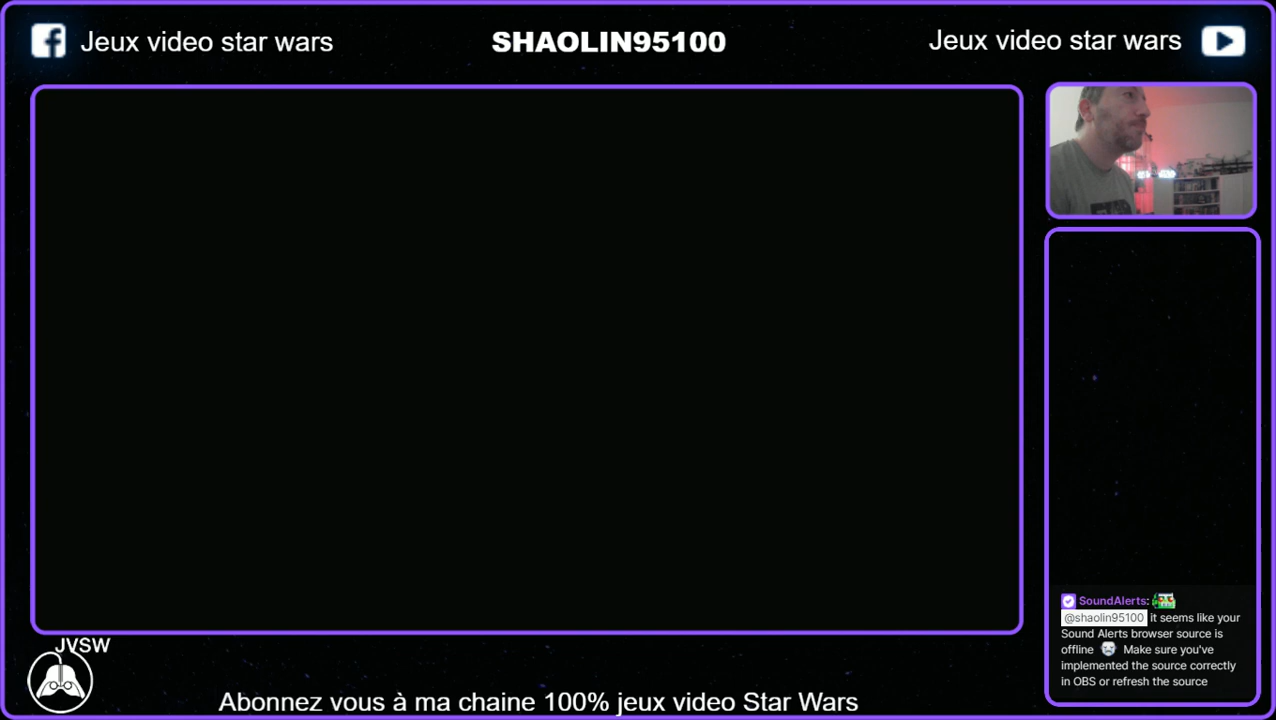 Jeux video star wars
SHAOLIN95100
Jeux video star wars
SoundAlerts:
@shaolin95100 it seems like your
Sound Alerts browser source is
offline Make sure you've
implemented the source correctly
in OBS or refresh the source
JVSW
Abonnez vous à ma chaine 100% jeux video Star Wars